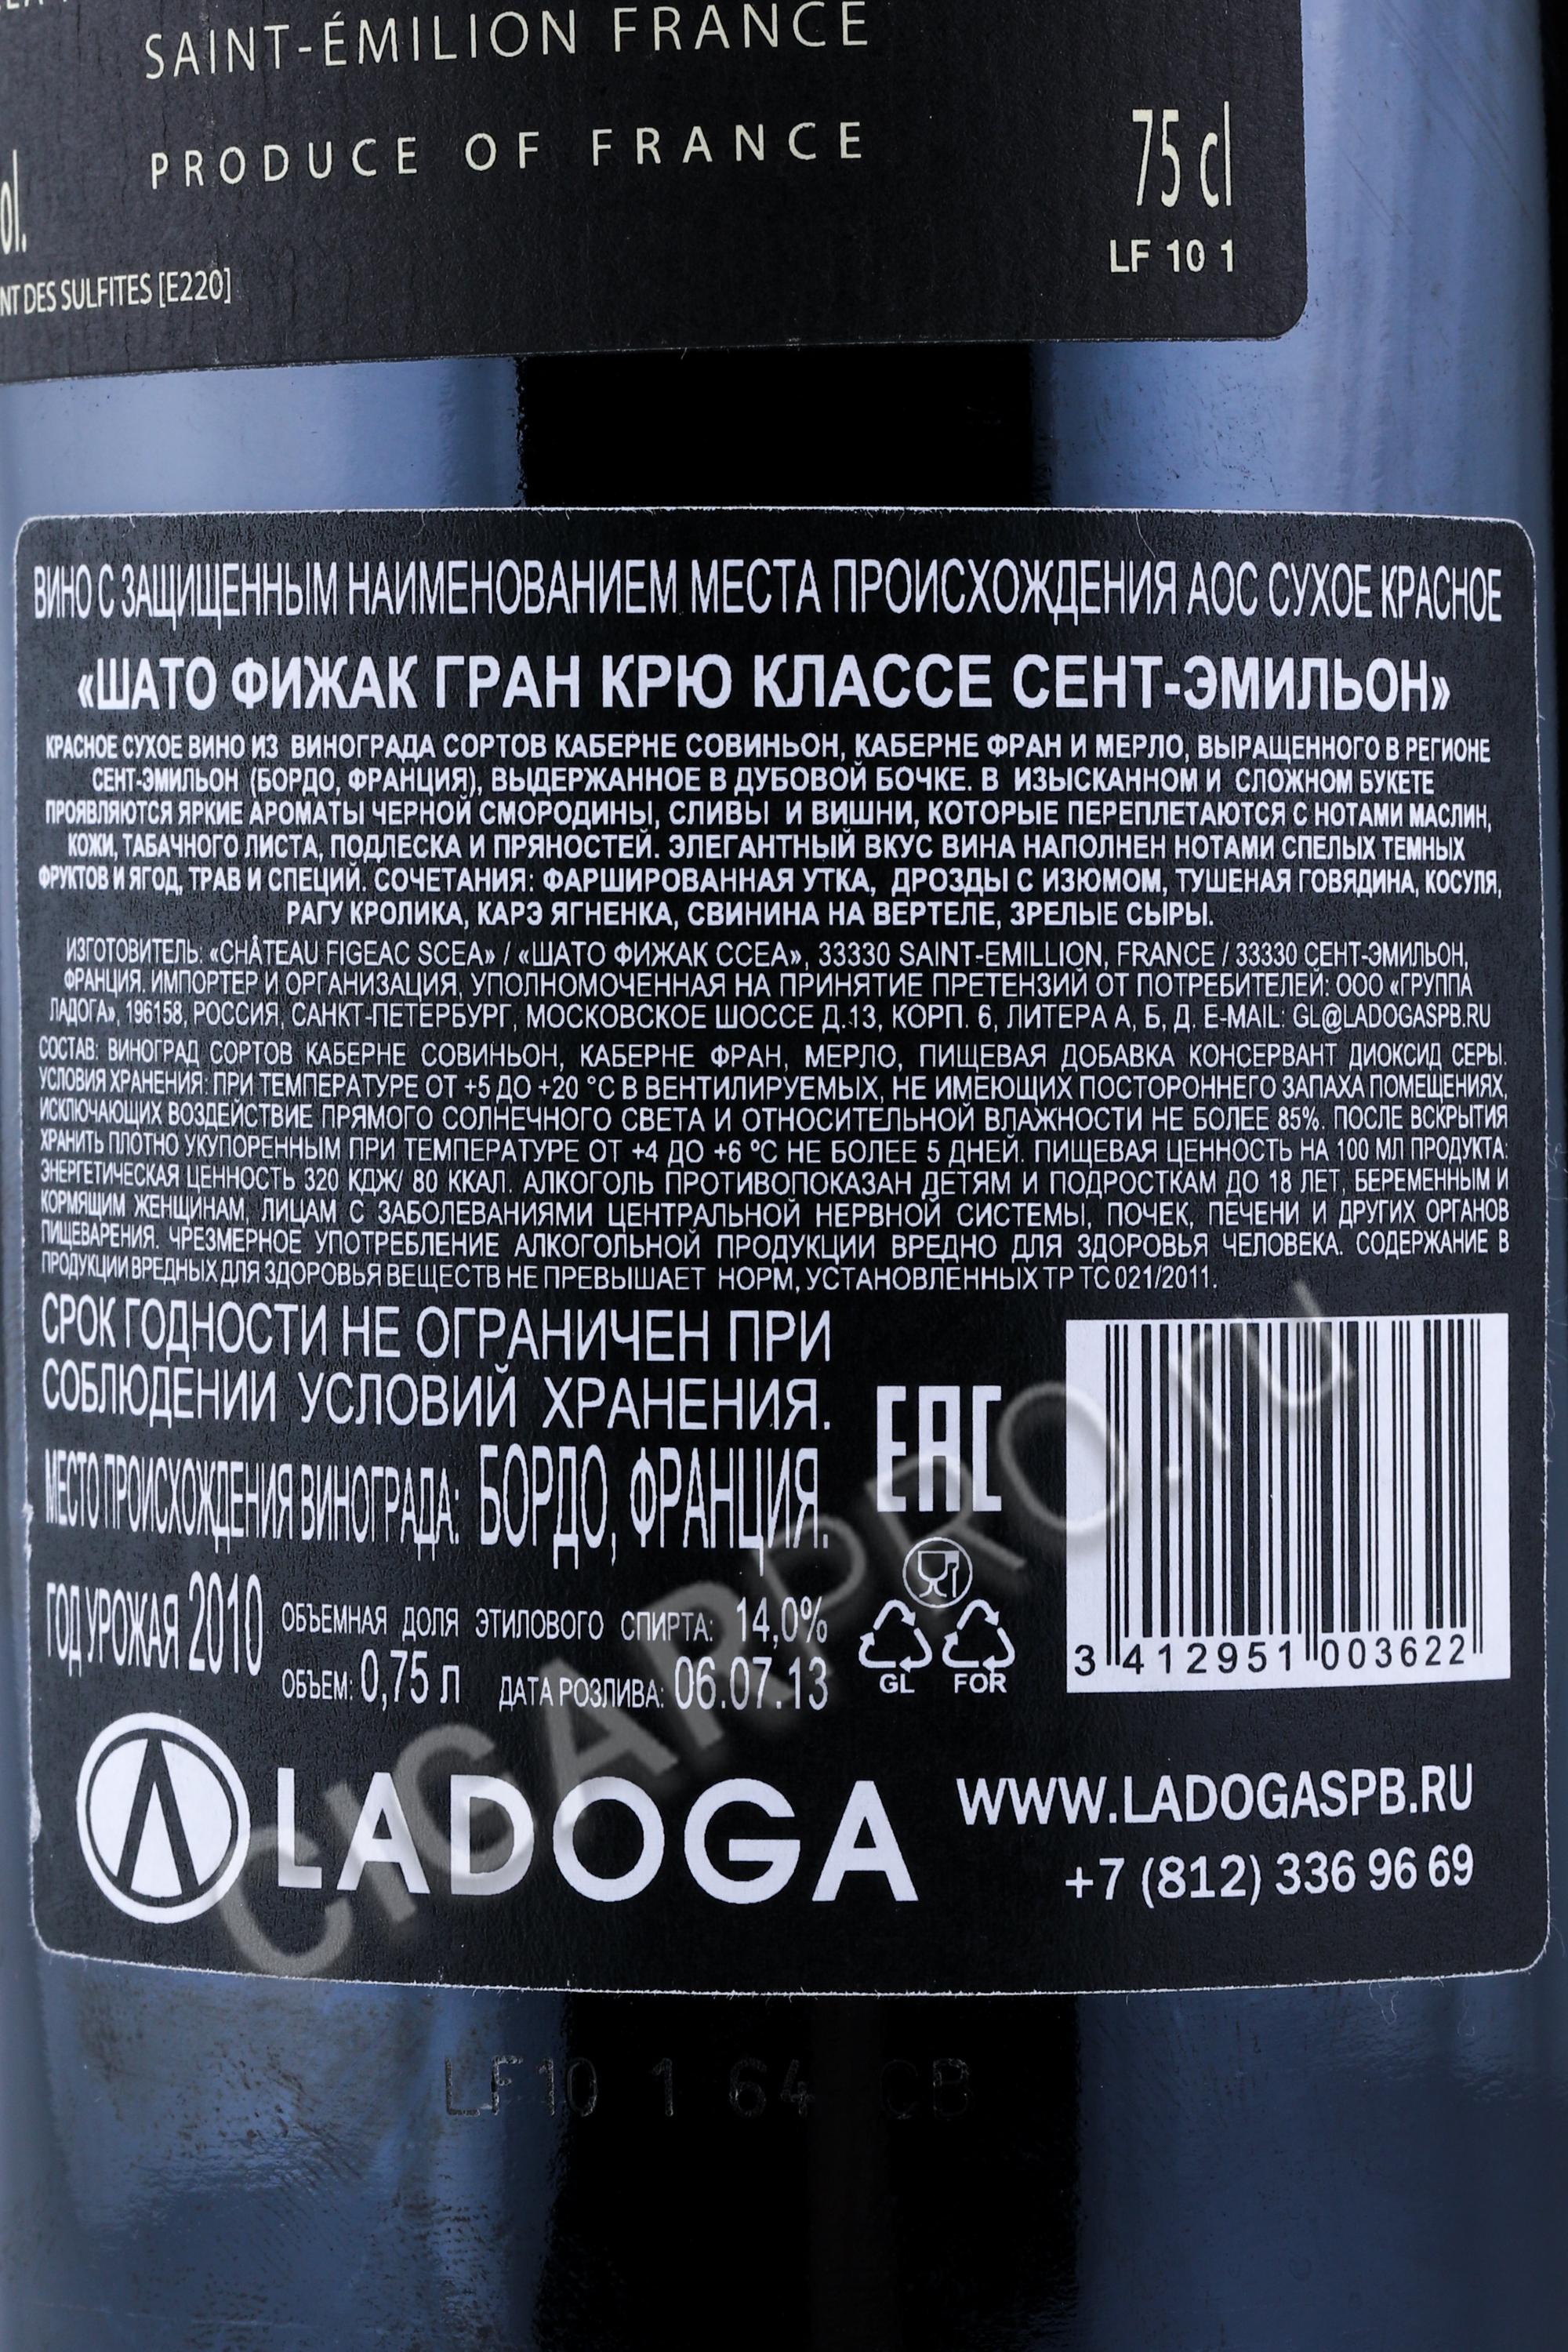 SAINT-ÉMILION FRANCE
PRODUCE OF FRANCE
75 cl
ol.
LF 10 1
NT DES SULFITES [E220]
ВИНО С ЗАЩИЩЕННЫМ НАИМЕНОВАНИЕМ МЕСТА ПРОИСХОЖДЕНИЯ АОС СУХОЕ КРАСНОЕ
«ШАТО ФИЖАК ГРАН КРЮ КЛАССЕ СЕНТ-ЭМИЛЬОН»
КРАСНОЕ СУХОЕ ВИНО ИЗ ВИНОГРАДА СОРТОВ КАБЕРНЕ СОВИНЬОН, КАБЕРНЕ ФРАН И МЕРЛО, ВЫРАЩЕННОГО В РЕГИОНЕ
СЕНТ-ЭМИЛЬОН (БОРДО, ФРАНЦИЯ), ВЫДЕРЖАННОЕ В ДУБОВОЙ БОЧКЕ. В ИЗЫСКАННОМ И СЛОЖНОМ БУКЕТЕ
ПРОЯВЛЯЮТСЯ ЯРКИЕ АРОМАТЫ ЧЕРНОЙ СМОРОДИНЫ, СЛИВЫ И ВИШНИ, КОТОРЫЕ ПЕРЕПЛЕТАЮТСЯ С НОТАМИ МАСЛИН,
КОЖИ, ТАБАЧНОГО ЛИСТА, ПОДЛЕСКА И ПРЯНОСТЕЙ. ЭЛЕГАНТНЫЙ ВКУС ВИНА НАПОЛНЕН НОТАМИ СПЕЛЫХ ТЕМНЫХ
ФРУКТОВ И ЯГОД, ТРАВ И СПЕЦИЙ. СОЧЕТАНИЯ: ФАРШИРОВАННАЯ УТКА, ДРОЗДЫ С ИЗЮМОМ, ТУШЕНАЯ ГОВЯДИНА, КОСУЛЯ,
РАГУ КРОЛИКА, КАРЭ ЯГНЕНКА, СВИНИНА НА ВЕРТЕЛЕ, ЗРЕЛЫЕ СЫРЫ.
ИЗГОТОВИТЕЛЬ: «CHÂTEAU FIGEAC SCEA» / «ШАТО ФИЖАК ССЕА», 33330 SAINT-EMILLION, FRANCE / 33330 СЕНТ-ЭМИЛЬОН,
ФРАНЦИЯ. ИМПОРТЕР И ОРГАНИЗАЦИЯ, УПОЛНОМОЧЕННАЯ НА ПРИНЯТИЕ ПРЕТЕНЗИЙ ОТ ПОТРЕБИТЕЛЕЙ: ООО «ГРУППА
ЛАДОГА», 196158, РОССИЯ, САНКТ-ПЕТЕРБУРГ, МОСКОВСКОЕ ШОССЕ Д.13, КОРП. 6, ЛИТЕРА А, Б, Д. E-MAIL: GL@LADOGASPB.RU
СОСТАВ: ВИНОГРАД СОРТОВ КАБЕРНЕ СОВИНЬОН, КАБЕРНЕ ФРАН, МЕРЛО, ПИЩЕВАЯ ДОБАВКА КОНСЕРВАНТ ДИОКСИД СЕРЫ.
УСЛОВИЯ ХРАНЕНИЯ: ПРИ ТЕМПЕРАТУРЕ ОТ +5 ДО +20 °С В ВЕНТИЛИРУЕМЫХ, НЕ ИМЕЮЩИХ ПОСТОРОННЕГО ЗАПАХА ПОМЕЩЕНИЯХ,
ИСКЛЮЧАЮЩИХ ВОЗДЕЙСТВИЕ ПРЯМОГО СОЛНЕЧНОГО СВЕТА И ОТНОСИТЕЛЬНОЙ ВЛАЖНОСТИ НЕ БОЛЕЕ 85%. ПОСЛЕ ВСКРЫТИЯ
ХРАНИТЬ ПЛОТНО УКУПОРЕННЫМ ПРИ ТЕМПЕРАТУРЕ ОТ +4 ДО +6 °С НЕ БОЛЕЕ 5 ДНЕЙ. ПИЩЕВАЯ ЦЕННОСТЬ НА 100 МЛ ПРОДУКТА:
ЭНЕРГЕТИЧЕСКАЯ ЦЕННОСТЬ 320 КДЖ/ 80 ККАЛ. АЛКОГОЛЬ ПРОТИВОПОКАЗАН ДЕТЯМ И ПОДРОСТКАМ ДО 18 ЛЕТ, БЕРЕМЕННЫМ И
КОРМЯЩИМ ЖЕНЩИНАМ, ЛИЦАМ С ЗАБОЛЕВАНИЯМИ ЦЕНТРАЛЬНОЙ НЕРВНОЙ СИСТЕМЫ, ПОЧЕК, ПЕЧЕНИ И ДРУГИХ ОРГАНОВ
ПИЩЕВАРЕНИЯ. ЧРЕЗМЕРНОЕ УПОТРЕБЛЕНИЕ АЛКОГОЛЬНОЙ ПРОДУКЦИИ ВРЕДНО ДЛЯ ЗДОРОВЬЯ ЧЕЛОВЕКА. СОДЕРЖАНИЕ В
ПРОДУКЦИИ ВРЕДНЫХ ДЛЯ ЗДОРОВЬЯ ВЕЩЕСТВ НЕ ПРЕВЫШАЕТ НОРМ, УСТАНОВЛЕННЫХ ТР ТС 021/2011.
СРОК ГОДНОСТИ НЕ ОГРАНИЧЕН ПРИ
СОБЛЮДЕНИИ УСЛОВИЙ ХРАНЕНИЯ.
МЕСТО ПРОИСХОЖДЕНИЯ ВИНОГРАДА: БОРДО, ФРАНЦИЯ.
ГОД УРОЖАЯ 2010
ОБЪЕМНАЯ ДОЛЯ ЭТИЛОВОГО СПИРТА: 14,0%
ОБЪЕМ: 0,75 Л ДАТА РОЗЛИВА: 06.07.13
EAC
GL FOR
3 412951 003622
LADOGA
WWW.LADOGASPB.RU
+7 (812) 336 96 69
CIGARPRO.ru
LF10 1 64 CB